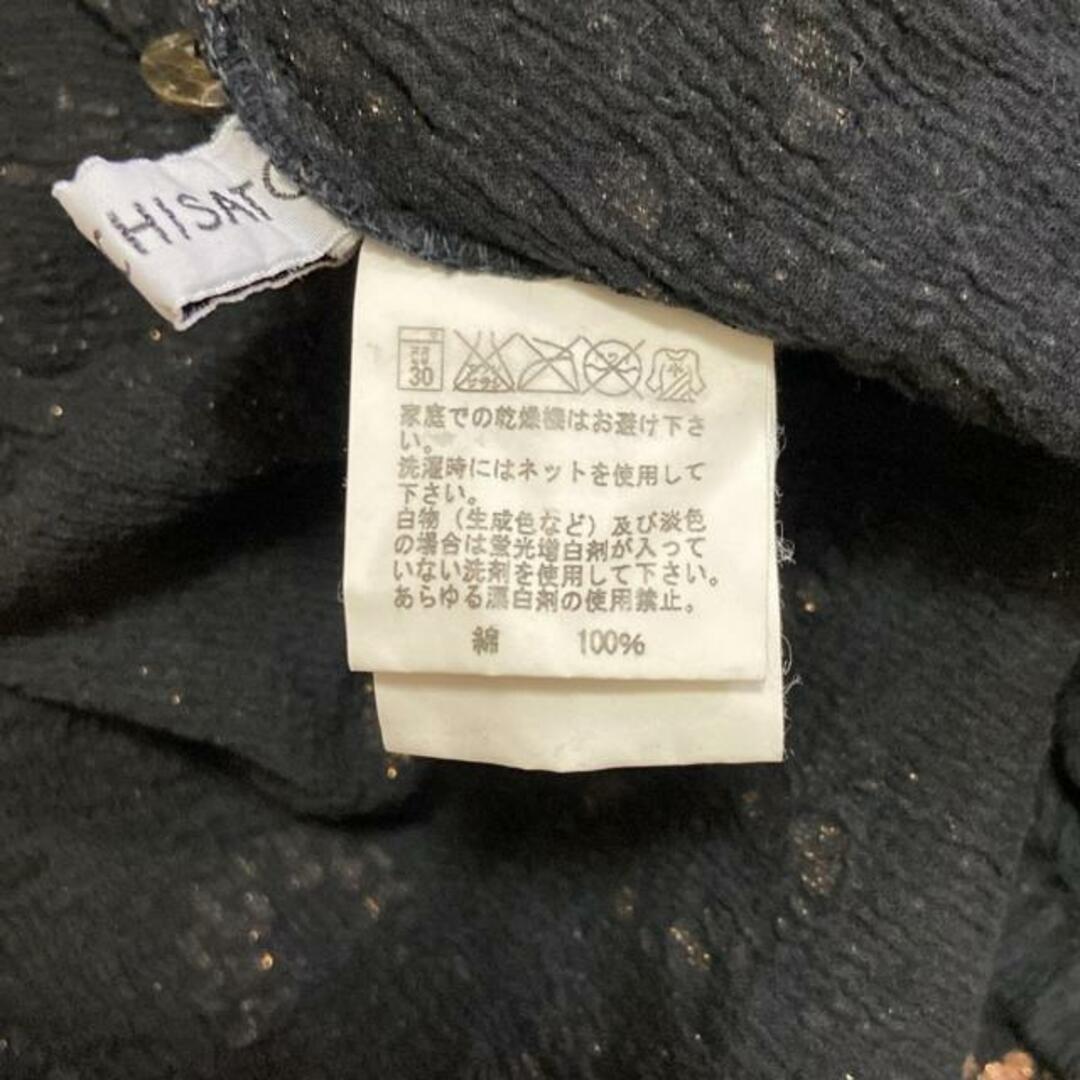 HISAT
30
家庭での乾燥機はお避け下さ
い。
洗濯時にはネットを使用して
下さい。
白物（生成色など）及び淡色
の場合は蛍光増白剤が入って
いない洗剤を使用して下さい。
あらゆる漂白剤の使用禁止。
綿 100%